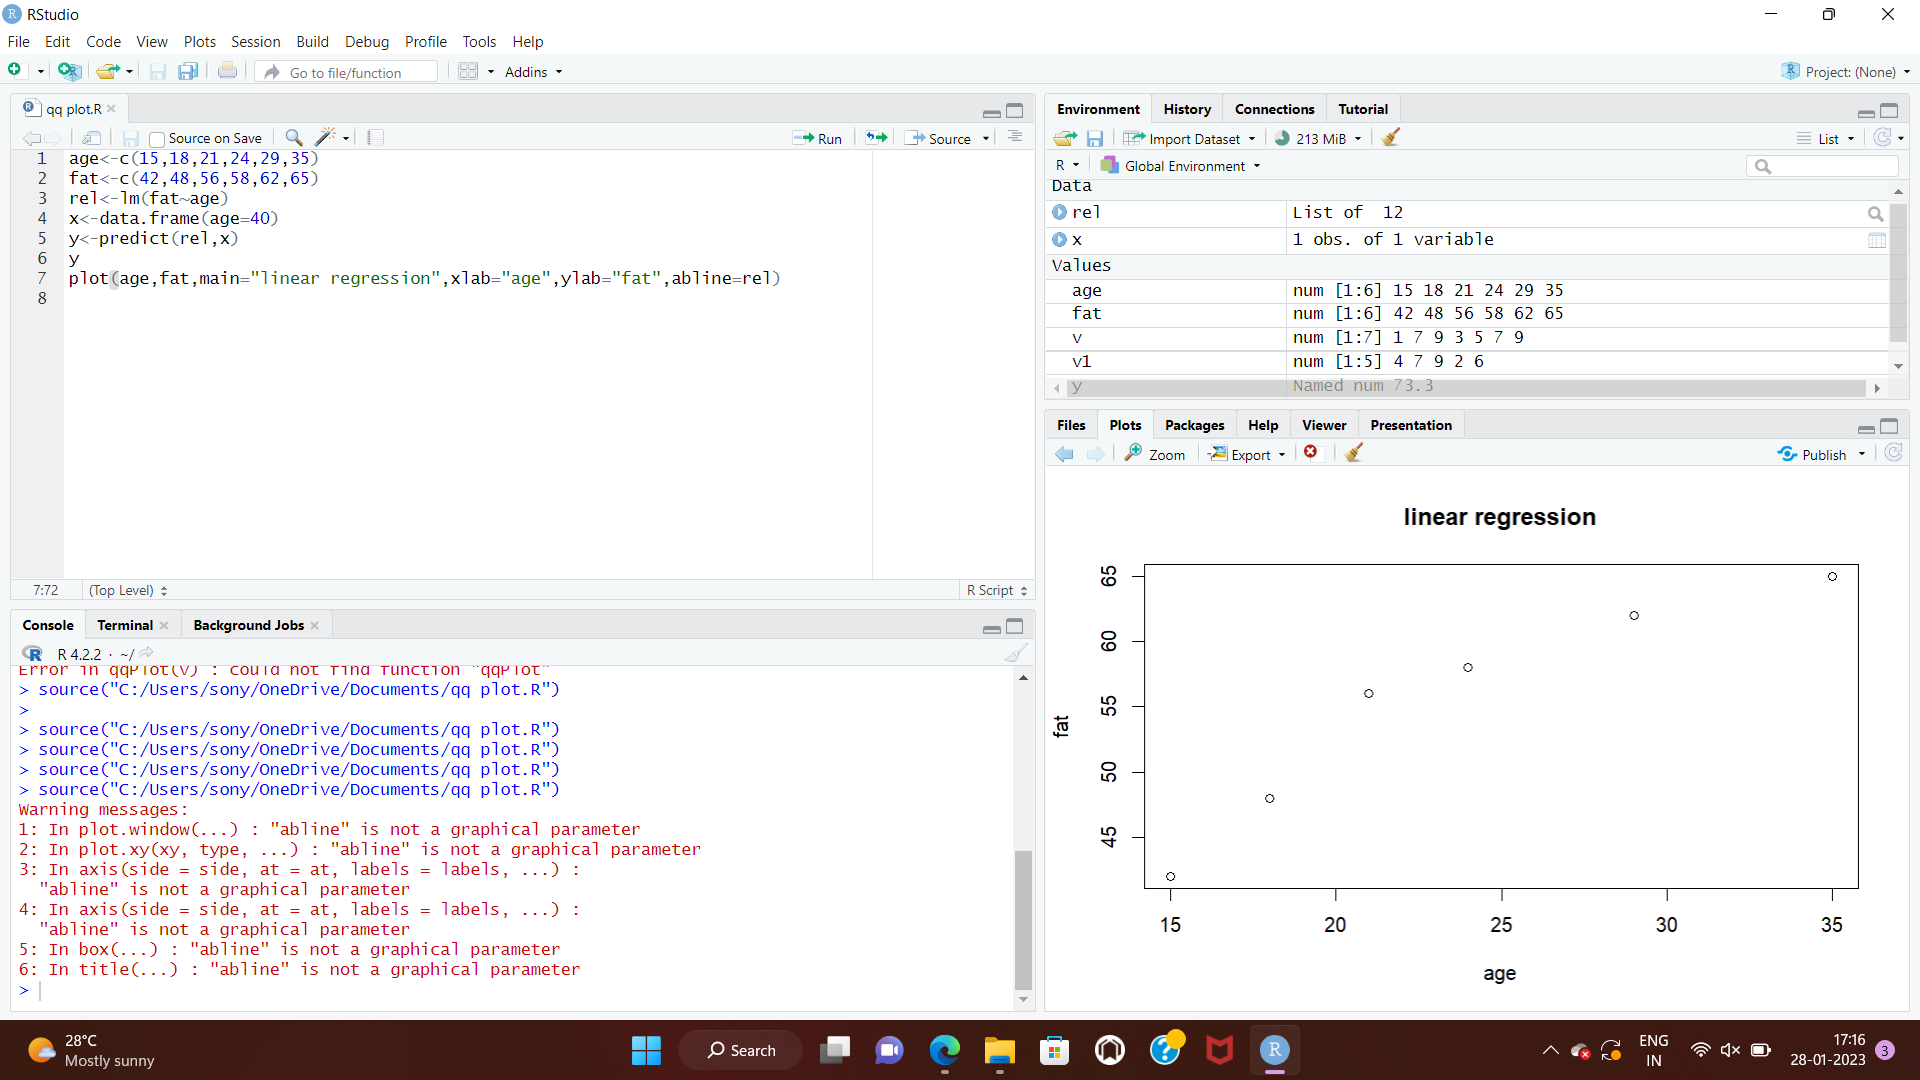 RStudio
File Edit Code View Plots Session Build Debug Profile Tools Help
Go to file/function Addins Project: (None)
qq plot.R
Source on Save Run Source
1 age<-c(15,18,21,24,29,35)
2 fat<-c(42,48,56,58,62,65)
3 rel<-lm(fat~age)
4 x<-data.frame(age=40)
5 y<-predict(rel,x)
6 y
7 plot(age,fat,main="linear regression",xlab="age",ylab="fat",abline=rel)
8
7:72 (Top Level) R Script
Console Terminal Background Jobs
R 4.2.2 · ~/
Error in qqPlot(v) : could not find function "qqPlot"
> source("C:/Users/sony/OneDrive/Documents/qq plot.R")
>
> source("C:/Users/sony/OneDrive/Documents/qq plot.R")
> source("C:/Users/sony/OneDrive/Documents/qq plot.R")
> source("C:/Users/sony/OneDrive/Documents/qq plot.R")
> source("C:/Users/sony/OneDrive/Documents/qq plot.R")
Warning messages:
1: In plot.window(...) : "abline" is not a graphical parameter
2: In plot.xy(xy, type, ...) : "abline" is not a graphical parameter
3: In axis(side = side, at = at, labels = labels, ...) :
"abline" is not a graphical parameter
4: In axis(side = side, at = at, labels = labels, ...) :
"abline" is not a graphical parameter
5: In box(...) : "abline" is not a graphical parameter
6: In title(...) : "abline" is not a graphical parameter
>
Environment History Connections Tutorial
Import Dataset 213 MiB List
R Global Environment
Data
rel List of 12
x 1 obs. of 1 variable
Values
age num [1:6] 15 18 21 24 29 35
fat num [1:6] 42 48 56 58 62 65
v num [1:7] 1 7 9 3 5 7 9
v1 num [1:5] 4 7 9 2 6
y Named num 73.3
Files Plots Packages Help Viewer Presentation
Zoom Export Publish
linear regression
65
60
55
50
45
fat
15 20 25 30 35
age
28°C
Mostly sunny
Search
R
ENG
IN
17:16
28-01-2023
3